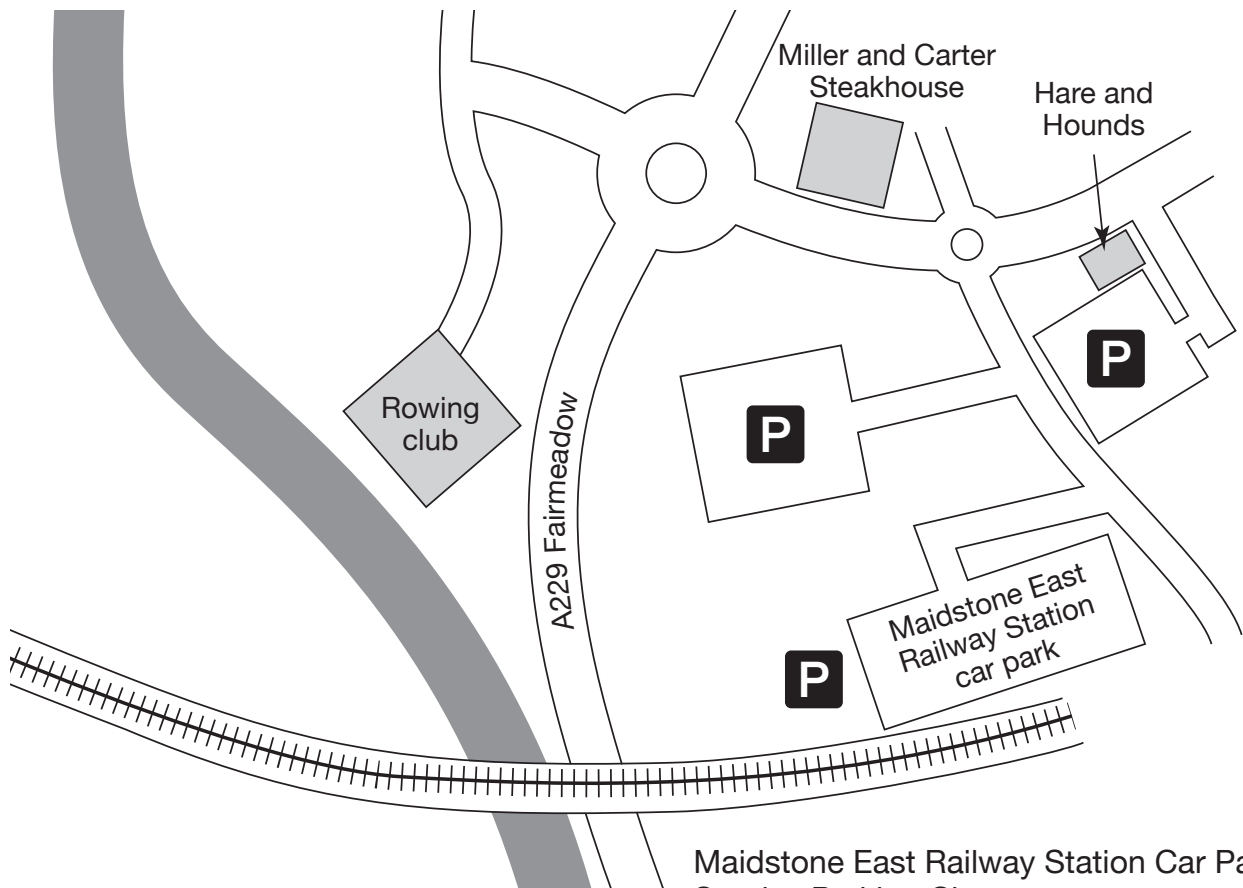 Miller and Carter
Steakhouse
Hare and
Hounds
P
P
Rowing
club
A229 Fairmeadow
Maidstone East
Railway Station
car park
P
Maidstone East Railway Station Car Pa